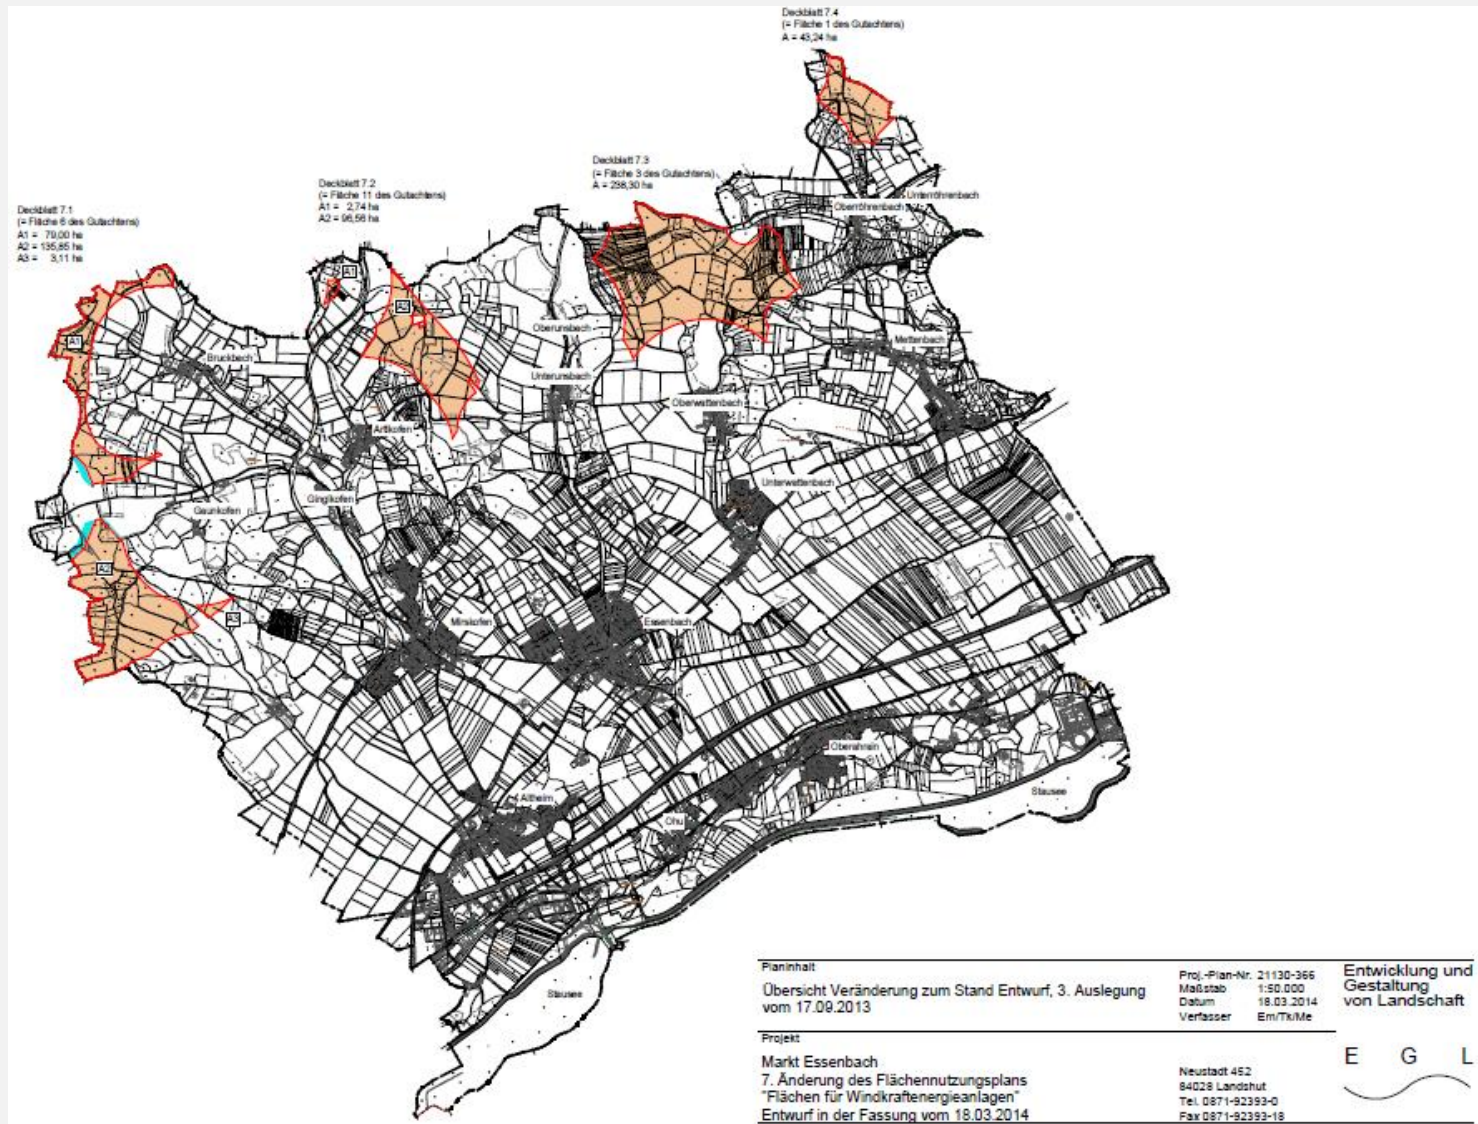 Deckblatt 7.4
(= Fläche 1 des Gutachtens)
A = 43,24 ha
Deckblatt 7.3
(= Fläche 3 des Gutachtens)
A = 238,30 ha
Deckblatt 7.2
(= Fläche 11 des Gutachtens)
A1 = 2,74 ha
A2 = 96,56 ha
Deckblatt 7.1
(= Fläche 6 des Gutachtens)
A1 = 79,00 ha
A2 = 135,85 ha
A3 = 3,11 ha
Unterröhrenbach
Oberröhrenbach
A1
A2
Oberunsbach
A1
Mettenbach
Bruckbach
Unterunsbach
Oberwattenbach
Artlkofen
Unterwattenbach
Ginglkofen
Gaunkofen
A2
A3
Mirskofen
Essenbach
Oberahrain
Stausee
Altheim
Ohu
Stausee
Planinhalt
Übersicht Veränderung zum Stand Entwurf, 3. Auslegung
vom 17.09.2013
Proj.-Plan-Nr. 21130-366
Maßstab 1:50.000
Datum 18.03.2014
Verfasser Em/Tk/Me
Entwicklung und
Gestaltung
von Landschaft
Projekt
Markt Essenbach
7. Änderung des Flächennutzungsplans
"Flächen für Windkraftenergieanlagen"
Entwurf in der Fassung vom 18.03.2014
Neustadt 452
84028 Landshut
Tel. 0871-92393-0
Fax 0871-92393-18
E G L